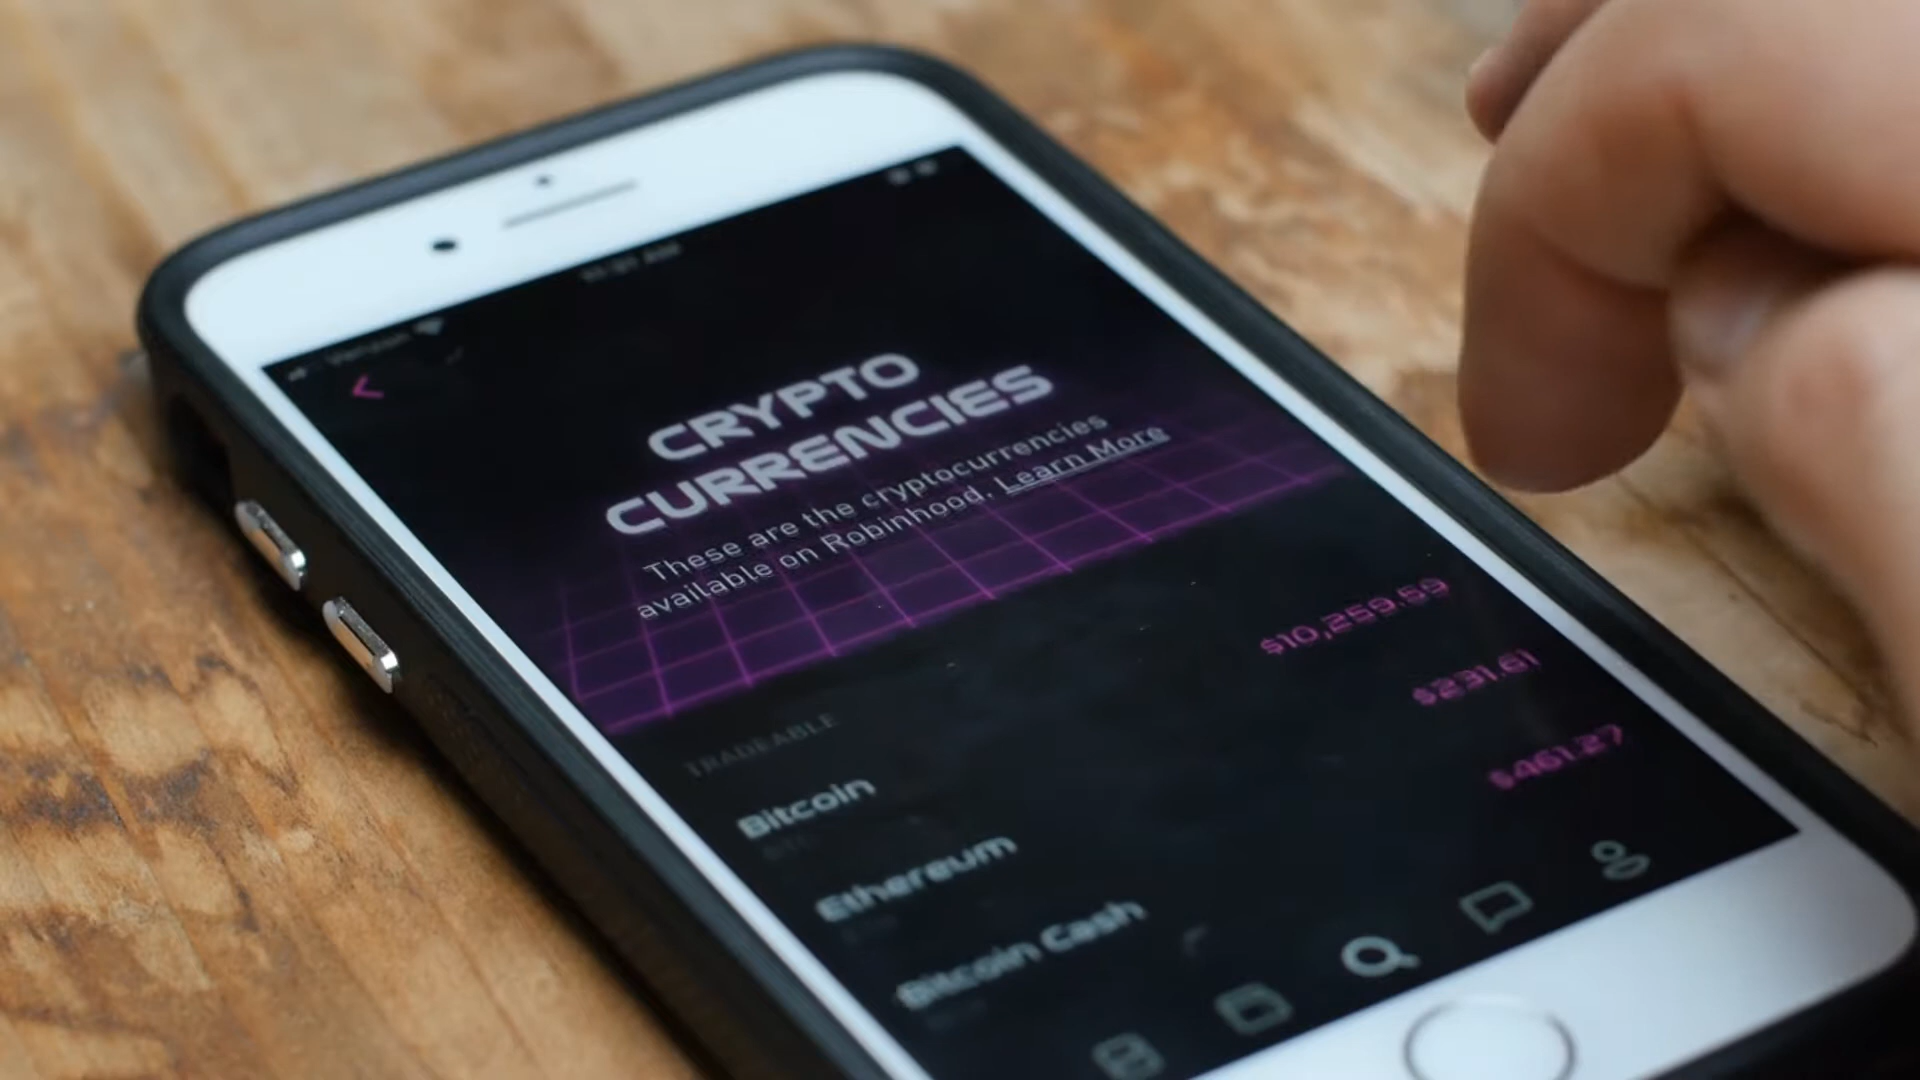 CRYPTO
CURRENCIES
These are the cryptocurrencies
available on Robinhood. Learn More
TRADEABLE
Bitcoin
$10,259.59
Ethereum
$231.61
Bitcoin Cash
$461.27